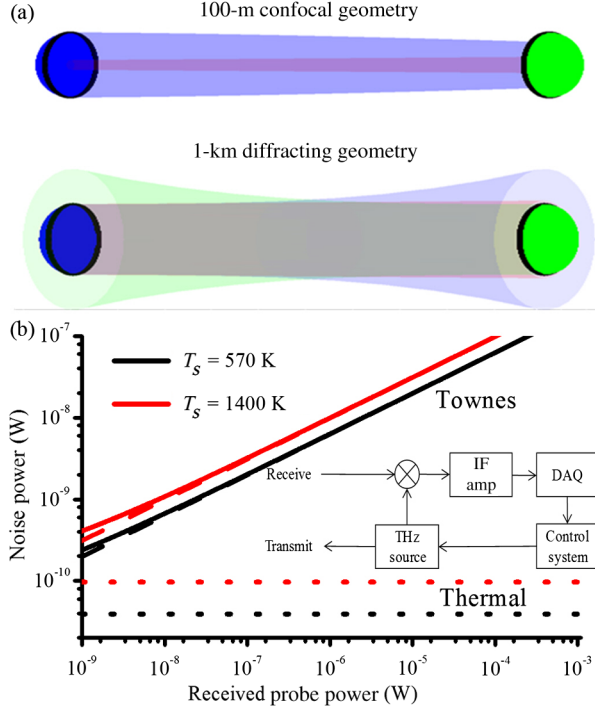 (a)
100-m confocal geometry
1-km diffracting geometry
(b)
10⁻⁷
10⁻⁸
10⁻⁹
10⁻¹⁰
Noise power (W)
Tₛ = 570 K
Tₛ = 1400 K
Townes
Receive
IF amp
DAQ
Transmit
THz source
Control system
Thermal
10⁻⁹ 10⁻⁸ 10⁻⁷ 10⁻⁶ 10⁻⁵ 10⁻⁴ 10⁻³
Received probe power (W)